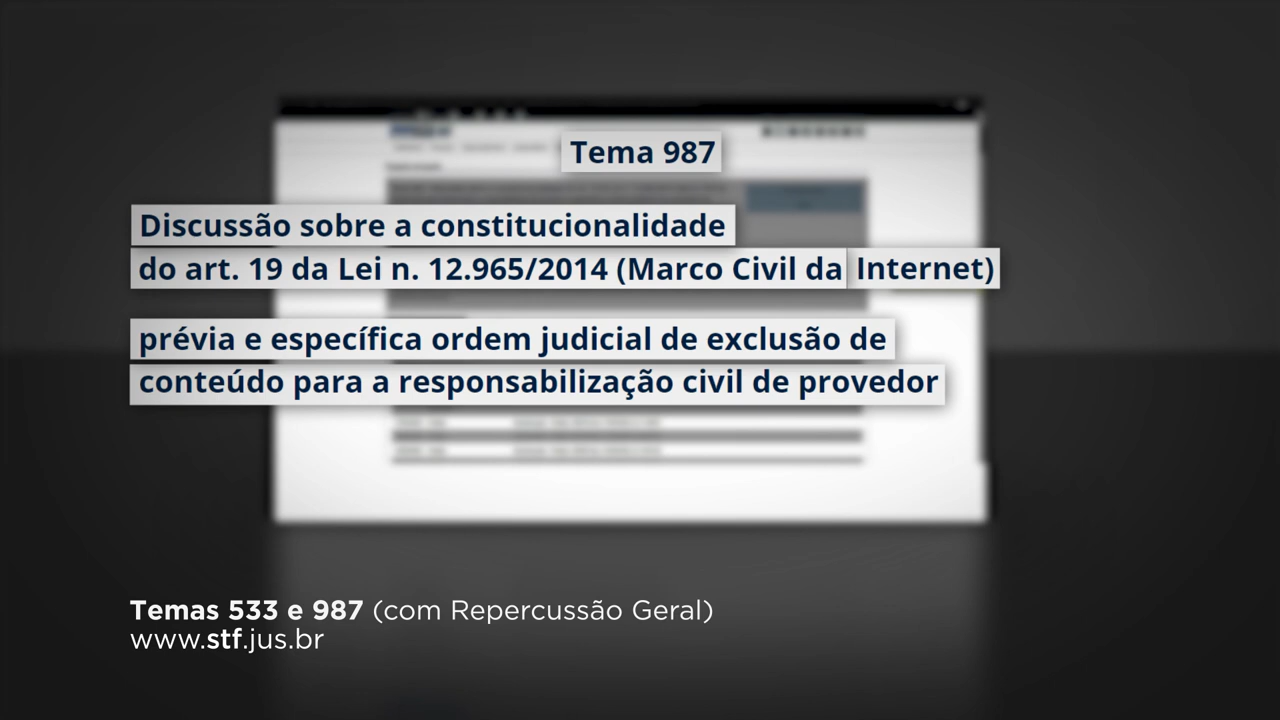 Tema 987
Discussão sobre a constitucionalidade
do art. 19 da Lei n. 12.965/2014 (Marco Civil da Internet)
prévia e específica ordem judicial de exclusão de
conteúdo para a responsabilização civil de provedor
Temas 533 e 987 (com Repercussão Geral)
www.stf.jus.br